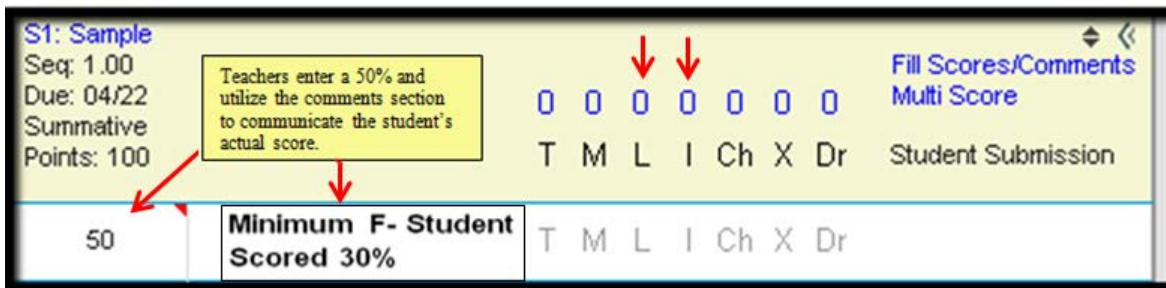 S1: Sample
Seq: 1.00
Due: 04/22
Summative
Points: 100
Teachers enter a 50% and
utilize the comments section
to communicate the student's
actual score.
0 0 0 0 0 0 0
T M L I Ch X Dr
Fill Scores/Comments
Multi Score
Student Submission
50
Minimum F- Student
Scored 30%
T M L I Ch X Dr